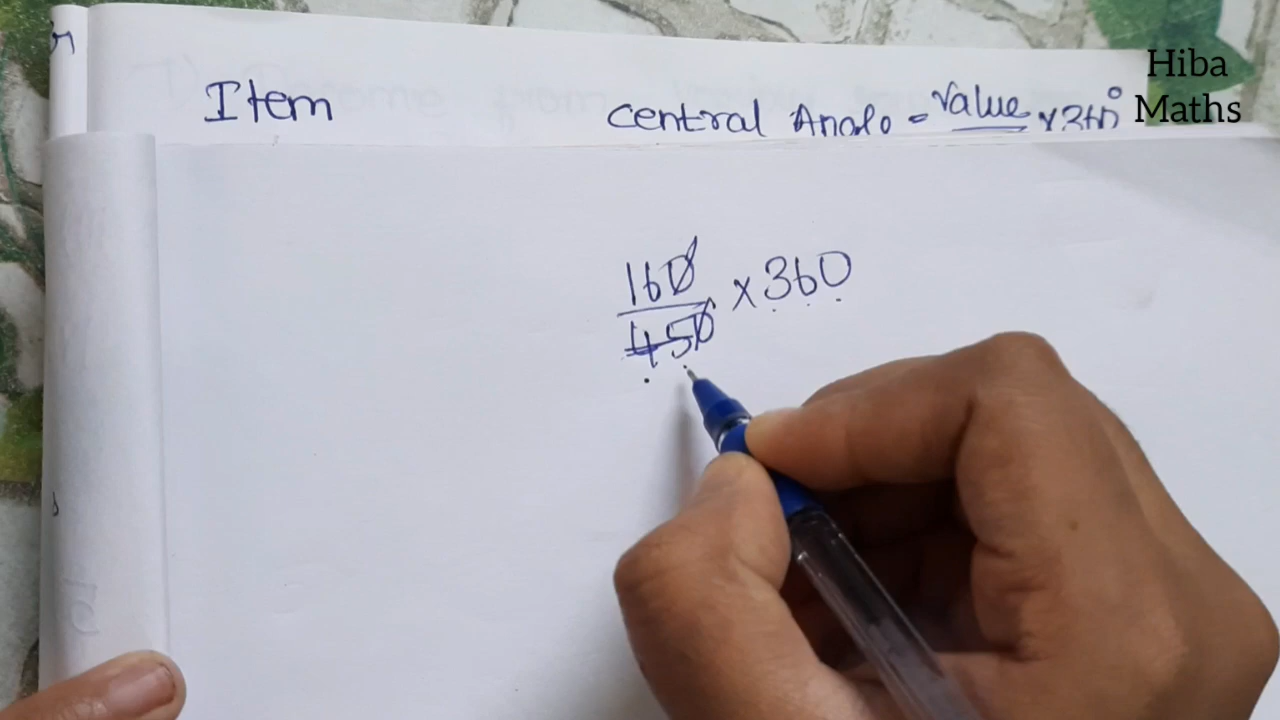 Hiba
Maths
Item
Central Angle = Value × 360°
160
450
× 360